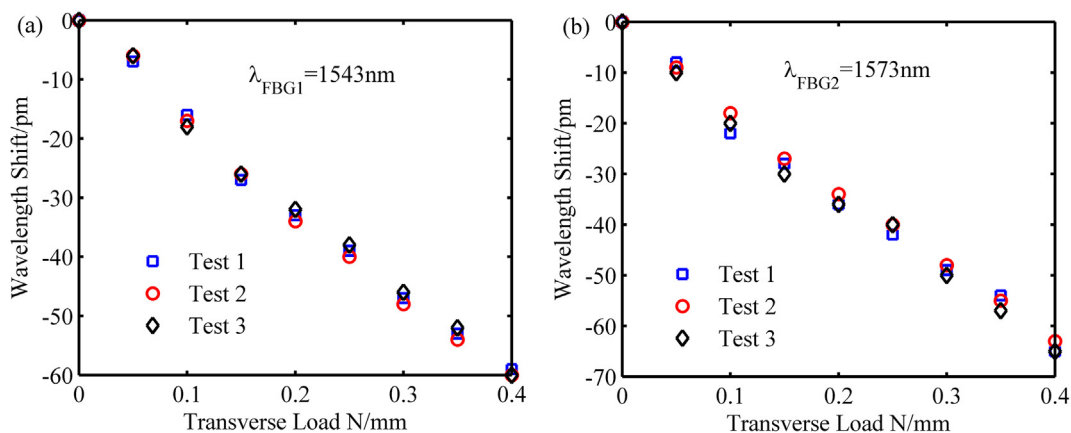 (a)
λFBG1=1543nm
Wavelength Shift/pm
0
-10
-20
-30
-40
-50
-60
Test 1
Test 2
Test 3
0 0.1 0.2 0.3 0.4
Transverse Load N/mm
(b)
λFBG2=1573nm
Wavelength Shift/pm
0
-10
-20
-30
-40
-50
-60
-70
Test 1
Test 2
Test 3
0 0.1 0.2 0.3 0.4
Transverse Load N/mm